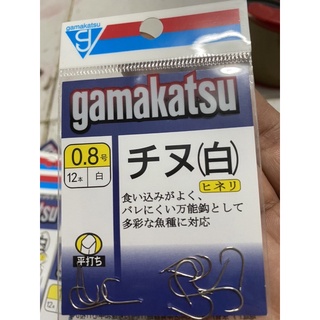 gamakatsu
g
gamakatsu
0.8号
12本 白
チヌ(白)
ヒネリ
食い込みがよく、
バレにくい万能鈎として
多彩な魚種に対応
平打ち